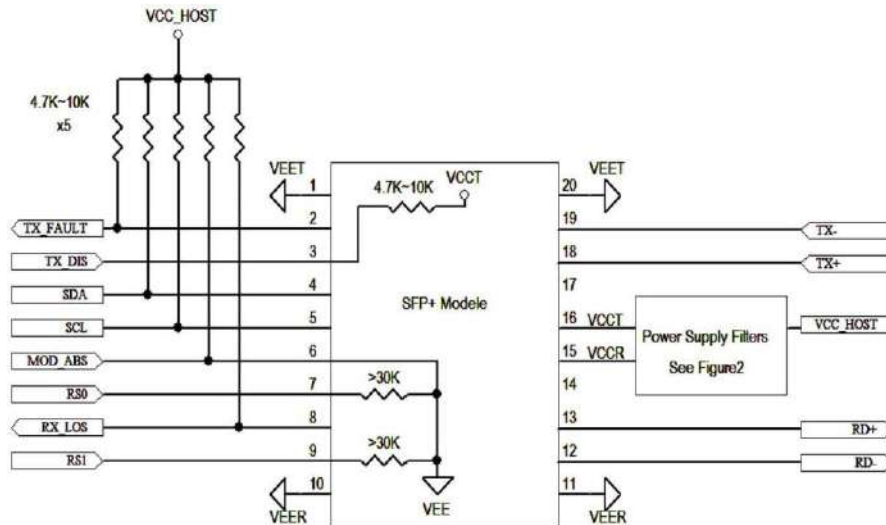 VCC_HOST
4.7K~10K
x5
VEET
1
4.7K~10K
VCCT
20
VEET
TX_FAULT
2
19
TX-
TX_DIS
3
18
TX+
SDA
4
17
SCL
5
SFP+ Modele
16
VCCT
Power Supply Filters
See Figure2
VCC_HOST
MOD_ABS
6
15
VCCR
RS0
7
>30K
14
RX_LOS
8
13
RD+
RS1
9
>30K
12
RD-
10
VEER
VEE
11
VEER